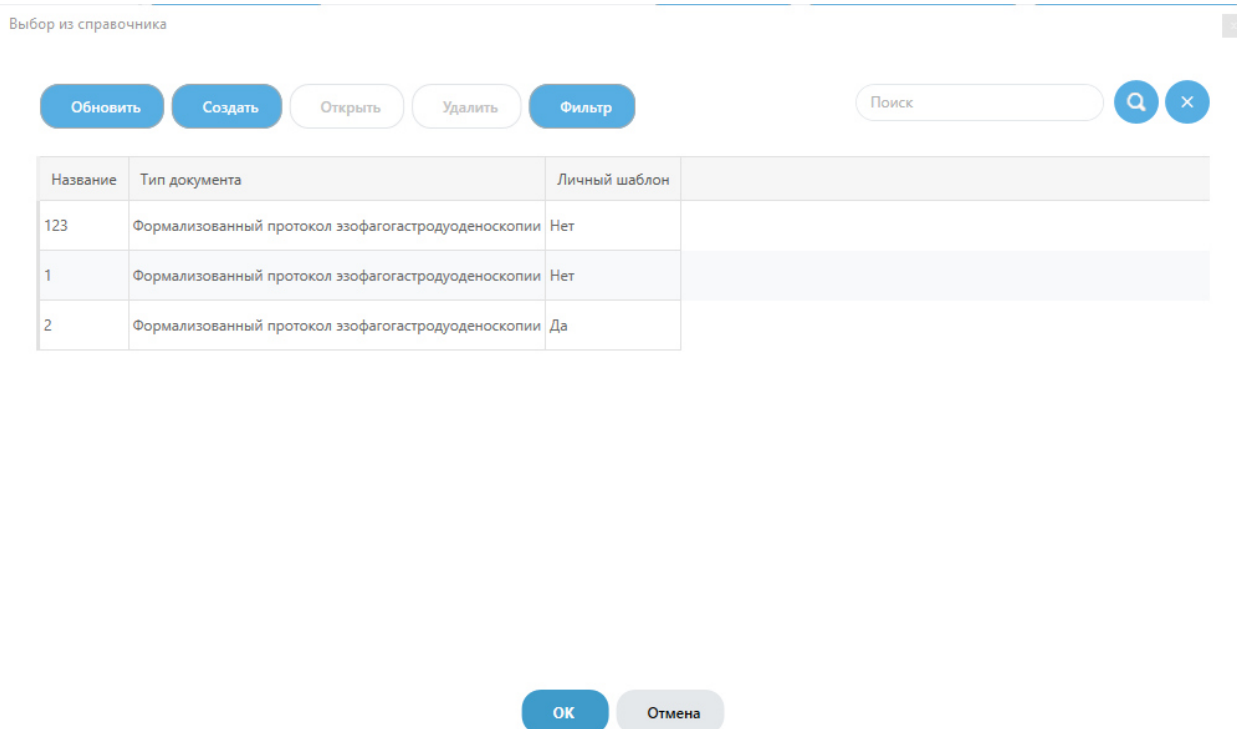 Выбор из справочника
Обновить Создать Открыть Удалить Фильтр Поиск
Название Тип документа Личный шаблон
123 Формализованный протокол эзофагогастродуоденоскопии Нет
1 Формализованный протокол эзофагогастродуоденоскопии Нет
2 Формализованный протокол эзофагогастродуоденоскопии Да
ОК Отмена